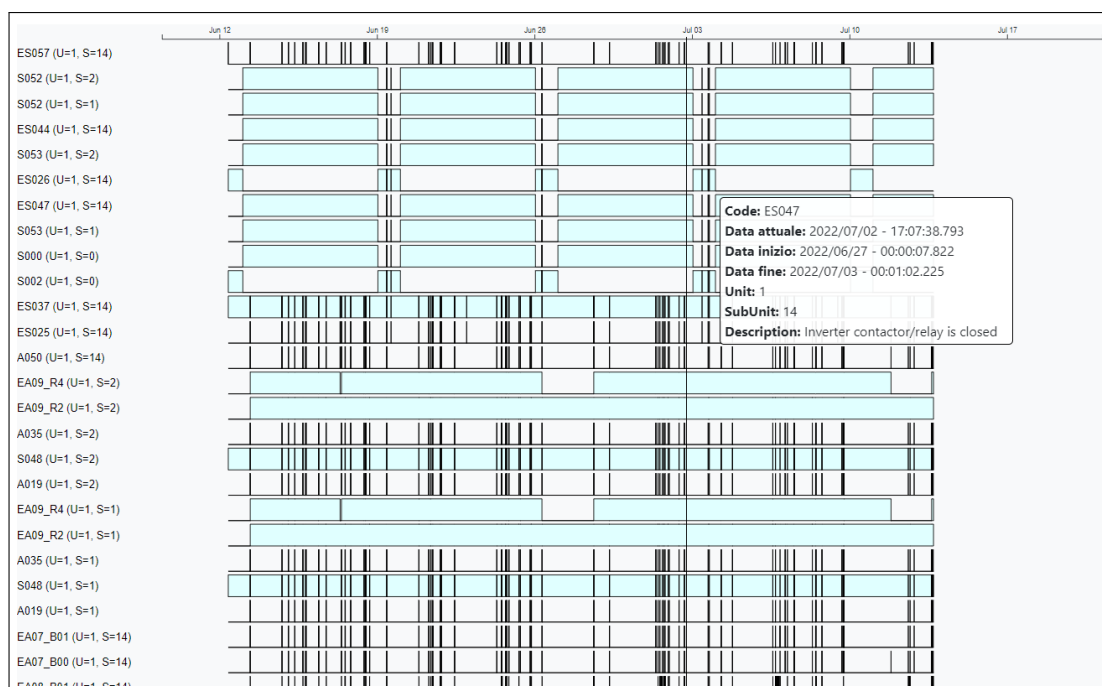 Jun 12 Jun 19 Jun 26 Jul 03 Jul 10 Jul 17
ES057 (U=1, S=14)
S052 (U=1, S=2)
S052 (U=1, S=1)
ES044 (U=1, S=14)
S053 (U=1, S=2)
ES026 (U=1, S=14)
ES047 (U=1, S=14)
S053 (U=1, S=1)
S000 (U=1, S=0)
S002 (U=1, S=0)
ES037 (U=1, S=14)
ES025 (U=1, S=14)
A050 (U=1, S=14)
EA09_R4 (U=1, S=2)
EA09_R2 (U=1, S=2)
A035 (U=1, S=2)
S048 (U=1, S=2)
A019 (U=1, S=2)
EA09_R4 (U=1, S=1)
EA09_R2 (U=1, S=1)
A035 (U=1, S=1)
S048 (U=1, S=1)
A019 (U=1, S=1)
EA07_B01 (U=1, S=14)
EA07_B00 (U=1, S=14)
EA08_B01 (U=1, S=14)
Code: ES047
Data attuale: 2022/07/02 - 17:07:38.793
Data inizio: 2022/06/27 - 00:00:07.822
Data fine: 2022/07/03 - 00:01:02.225
Unit: 1
SubUnit: 14
Description: Inverter contactor/relay is closed